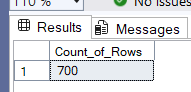 110 %
No issues
Results
Messages
Count_of_Rows
1
700